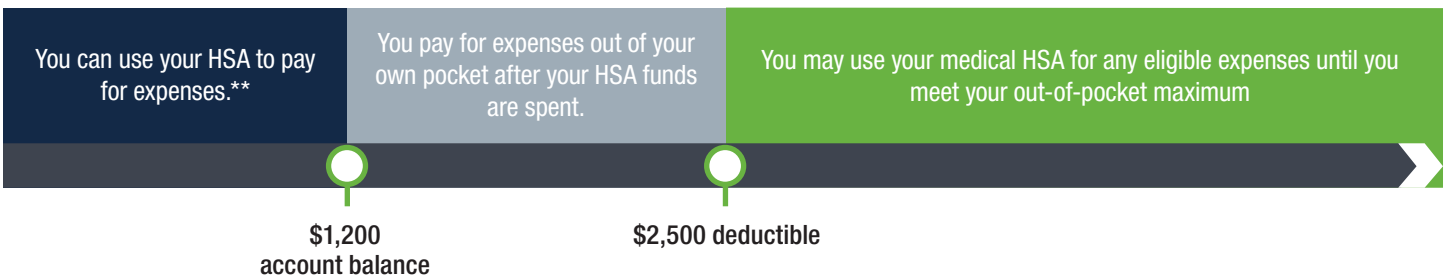 You can use your HSA to pay
for expenses.**
You pay for expenses out of your
own pocket after your HSA funds
are spent.
You may use your medical HSA for any eligible expenses until you
meet your out-of-pocket maximum
$1,200
account balance
$2,500 deductible